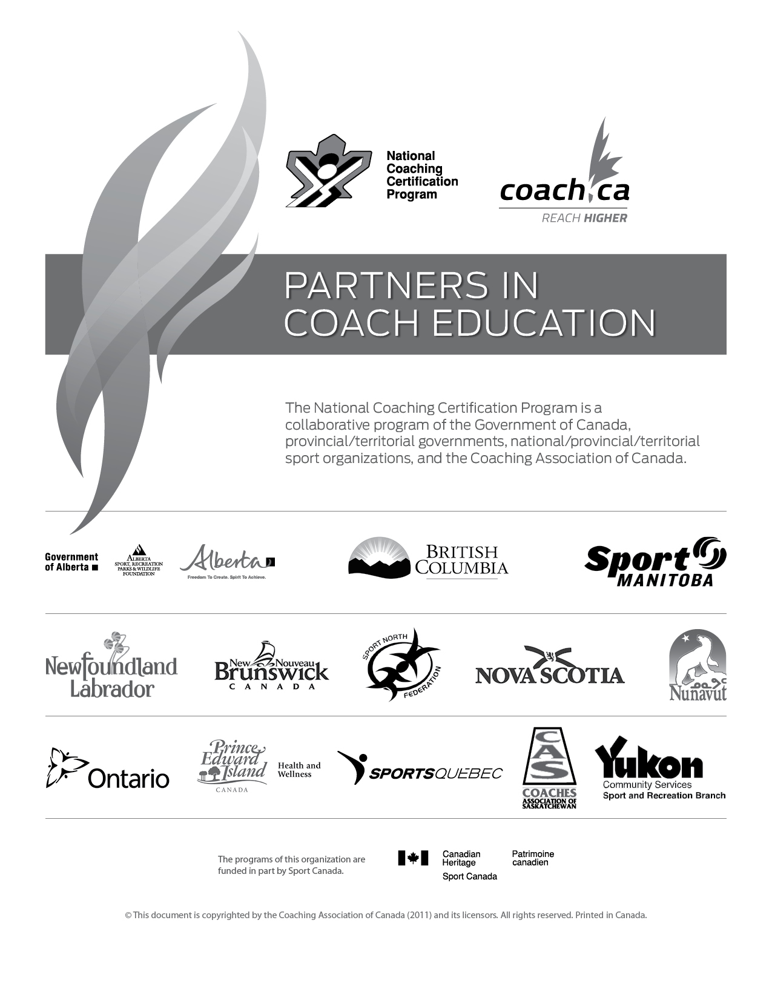 National
Coaching
Certification
Program
coach.ca
REACH HIGHER
PARTNERS IN
COACH EDUCATION
The National Coaching Certification Program is a
collaborative program of the Government of Canada,
provincial/territorial governments, national/provincial/territorial
sport organizations, and the Coaching Association of Canada.
Government
of Alberta
ALBERTA
SPORT, RECREATION
PARKS & WILDLIFE
FOUNDATION
Alberta
Freedom To Create. Spirit To Achieve.
BRITISH
COLUMBIA
Sport
MANITOBA
Newfoundland
Labrador
New Nouveau
Brunswick
CANADA
SPORT NORTH
FEDERATION
NOVA SCOTIA
ᓄᓇᕗᑦ
Nunavut
Ontario
Prince
Edward
Island
CANADA
Health and
Wellness
SPORTSQUÉBEC
CAS
COACHES
ASSOCIATION OF
SASKATCHEWAN
Yukon
Community Services
Sport and Recreation Branch
The programs of this organization are
funded in part by Sport Canada.
Canadian
Heritage
Sport Canada
Patrimoine
canadien
© This document is copyrighted by the Coaching Association of Canada (2011) and its licensors. All rights reserved. Printed in Canada.